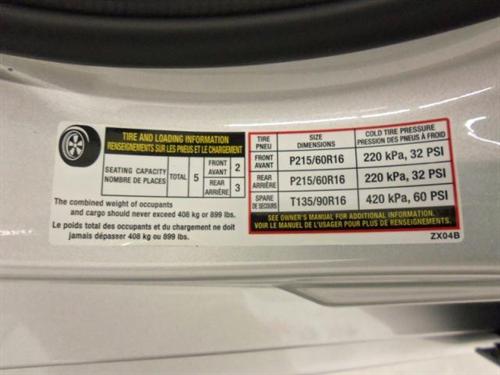 TIRE AND LOADING INFORMATION
RENSEIGNEMENTS SUR LES PNEUS ET LE CHARGEMENT
SEATING CAPACITY
NOMBRE DE PLACES
TOTAL 5
FRONT
AVANT 2
REAR
ARRIÈRE 3
The combined weight of occupants
and cargo should never exceed 408 kg or 899 lbs.
Le poids total des occupants et du chargement ne doit
jamais dépasser 408 kg ou 899 lbs.
TIRE
PNEU
SIZE
DIMENSIONS
COLD TIRE PRESSURE
PRESSION DES PNEUS À FROID
FRONT
AVANT
P215/60R16
220 kPa, 32 PSI
REAR
ARRIÈRE
P215/60R16
220 kPa, 32 PSI
SPARE
DE SECOURS
T135/90R16
420 kPa, 60 PSI
SEE OWNER'S MANUAL FOR ADDITIONAL INFORMATION.
VOIR LE MANUEL DE L'USAGER POUR PLUS DE RENSEIGNEMENTS.
ZX04B